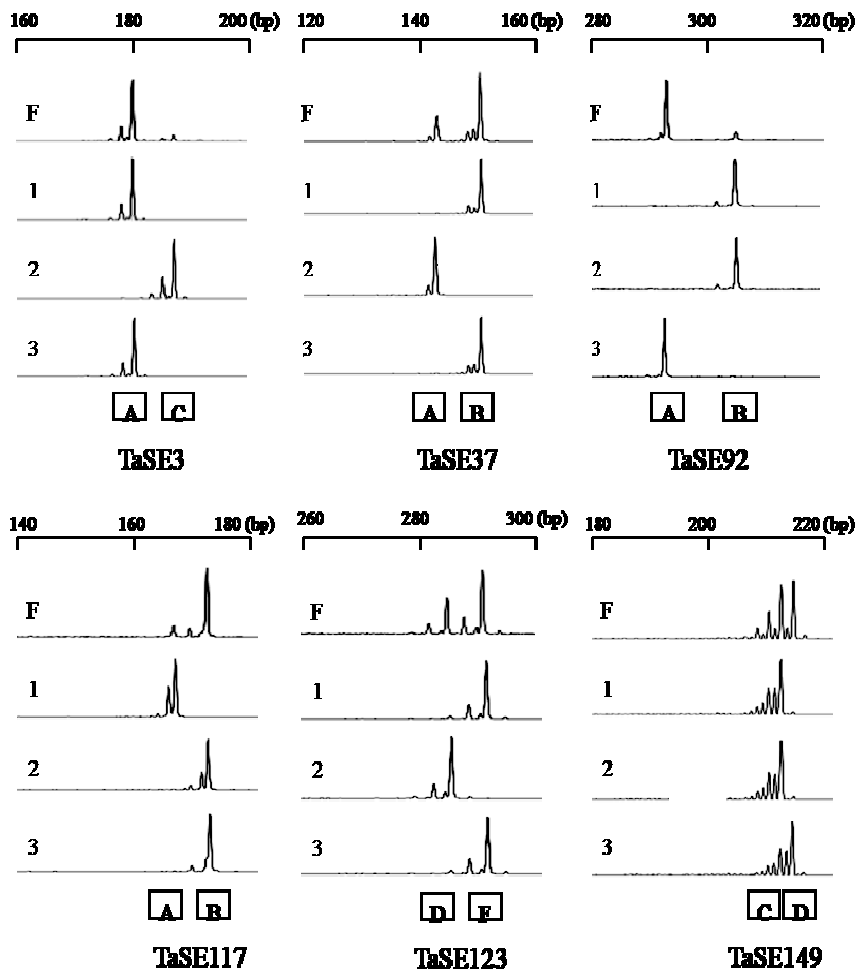 160 180 200 (bp) 120 140 160 (bp) 280 300 320 (bp)
F F F
1 1 1
2 2 2
3 3 3
A C A B A B
TaSE3 TaSE37 TaSE92
140 160 180 (bp) 260 280 300 (bp) 180 200 220 (bp)
F F F
1 1 1
2 2 2
3 3 3
A B D F C D
TaSE117 TaSE123 TaSE149